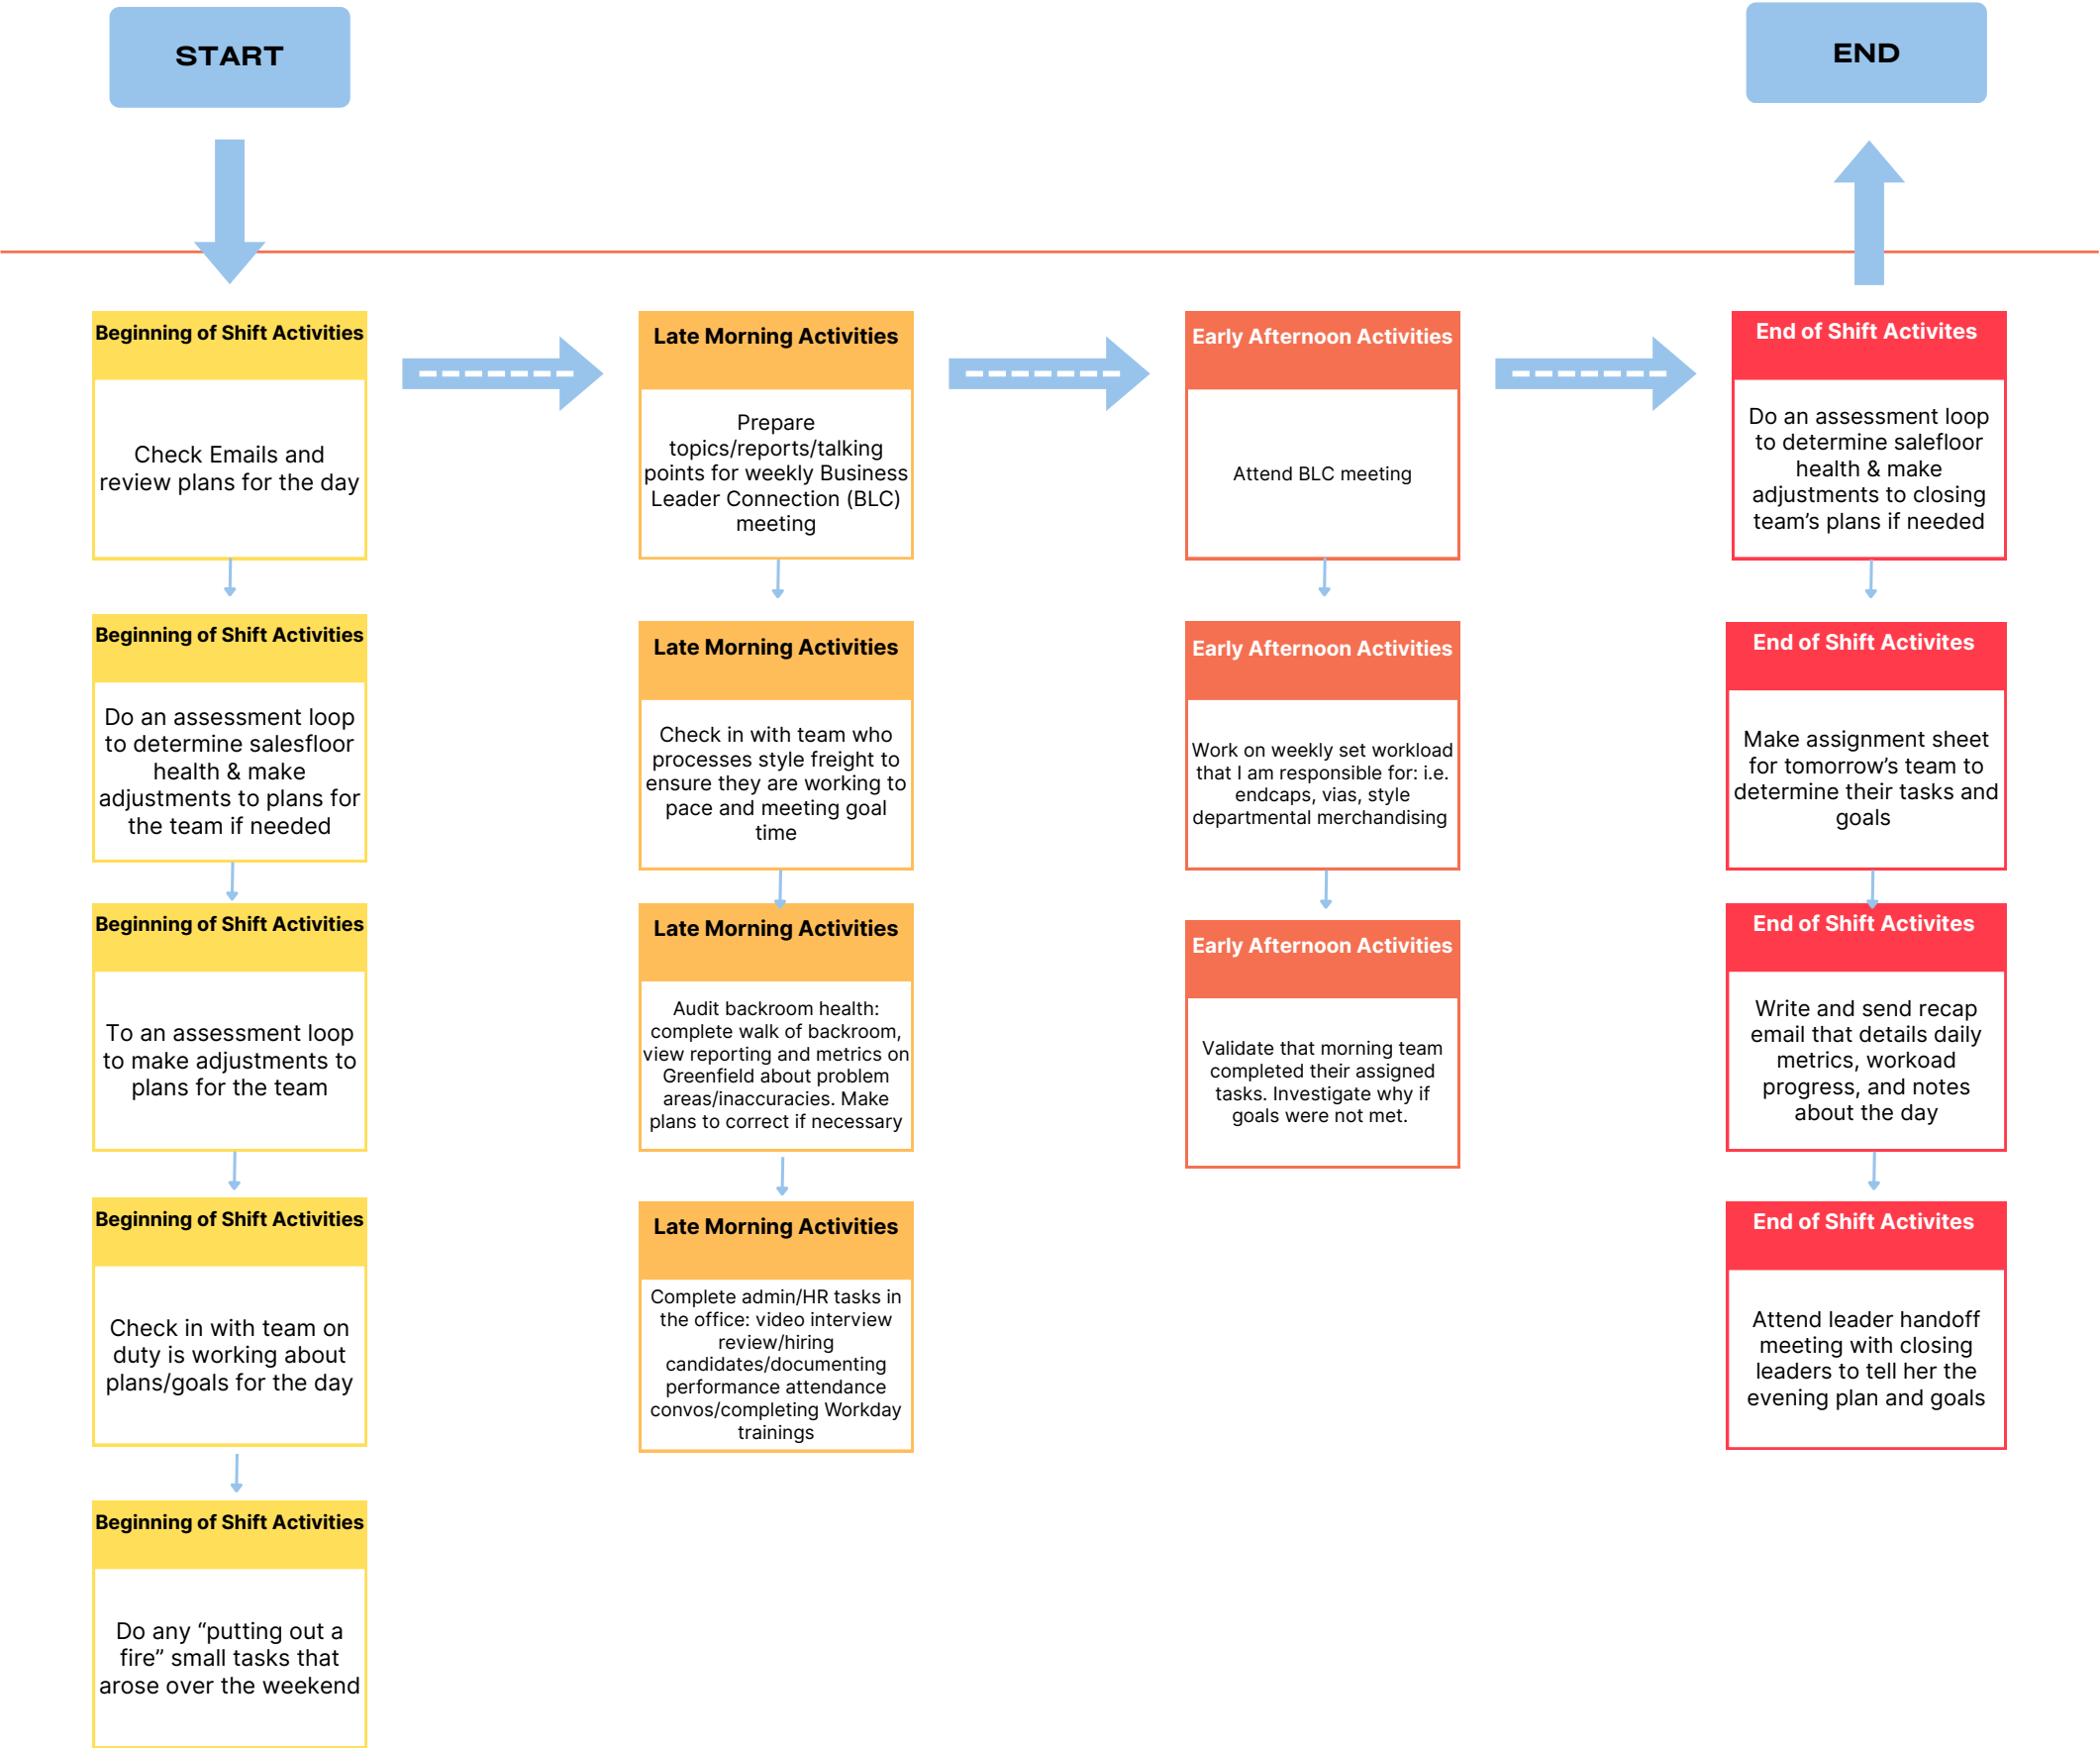 START
END
Beginning of Shift Activities
Check Emails and
review plans for the day
Beginning of Shift Activities
Do an assessment loop
to determine salesfloor
health & make
adjustments to plans for
the team if needed
Beginning of Shift Activities
To an assessment loop
to make adjustments to
plans for the team
Beginning of Shift Activities
Check in with team on
duty is working about
plans/goals for the day
Beginning of Shift Activities
Do any “putting out a
fire” small tasks that
arose over the weekend
Late Morning Activities
Prepare
topics/reports/talking
points for weekly Business
Leader Connection (BLC)
meeting
Late Morning Activities
Check in with team who
processes style freight to
ensure they are working to
pace and meeting goal
time
Late Morning Activities
Audit backroom health:
complete walk of backroom,
view reporting and metrics on
Greenfield about problem
areas/inaccuracies. Make
plans to correct if necessary
Late Morning Activities
Complete admin/HR tasks in
the office: video interview
review/hiring
candidates/documenting
performance attendance
convos/completing Workday
trainings
Early Afternoon Activities
Attend BLC meeting
Early Afternoon Activities
Work on weekly set workload
that I am responsible for: i.e.
endcaps, vias, style
departmental merchandising
Early Afternoon Activities
Validate that morning team
completed their assigned
tasks. Investigate why if
goals were not met.
End of Shift Activites
Do an assessment loop
to determine salefloor
health & make
adjustments to closing
team’s plans if needed
End of Shift Activites
Make assignment sheet
for tomorrow’s team to
determine their tasks and
goals
End of Shift Activites
Write and send recap
email that details daily
metrics, workoad
progress, and notes
about the day
End of Shift Activites
Attend leader handoff
meeting with closing
leaders to tell her the
evening plan and goals